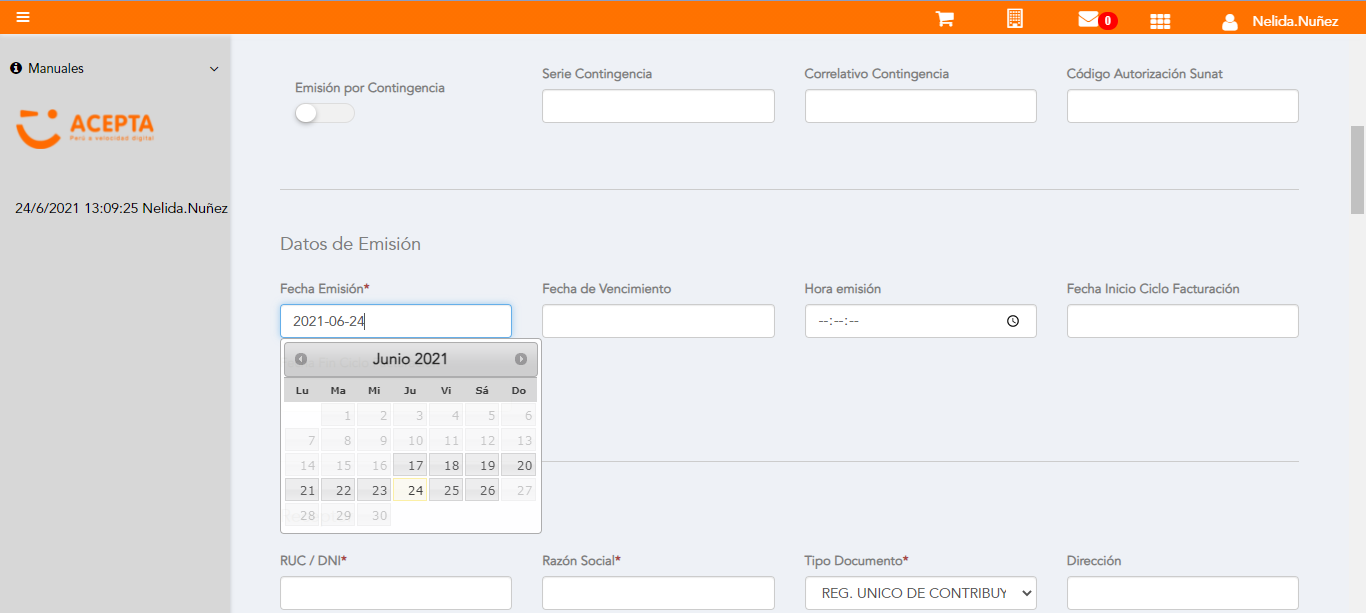 0
Nelida.Nuñez
Manuales
ACEPTA
Perú a velocidad digital
24/6/2021 13:09:25 Nelida.Nuñez
Emisión por Contingencia
Serie Contingencia
Correlativo Contingencia
Código Autorización Sunat
Datos de Emisión
Fecha Emisión*
Fecha de Vencimiento
Hora emisión
Fecha Inicio Ciclo Facturación
2021-06-24
--:--:--
Junio 2021
Lu Ma Mi Ju Vi Sá Do
1 2 3 4 5 6
7 8 9 10 11 12 13
14 15 16 17 18 19 20
21 22 23 24 25 26 27
28 29 30
RUC / DNI*
Razón Social*
Tipo Documento*
Dirección
REG. UNICO DE CONTRIBUY